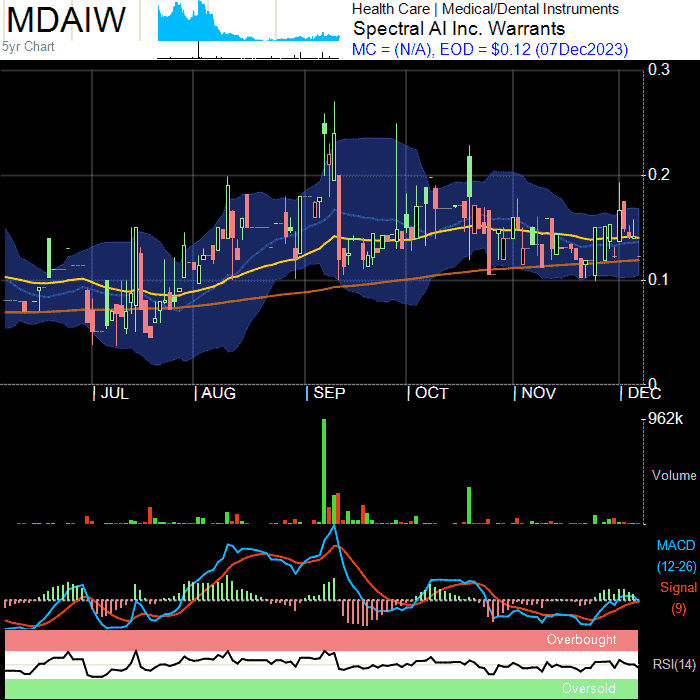 MDAIW
5yr Chart
Health Care | Medical/Dental Instruments
Spectral AI Inc. Warrants
MC = (N/A), EOD = $0.12 (07Dec2023)
0.3
0.2
0.1
0
| JUL | AUG | SEP | OCT | NOV | DEC
962k
Volume
MACD
(12-26)
Signal
(9)
Overbought
RSI(14)
Oversold